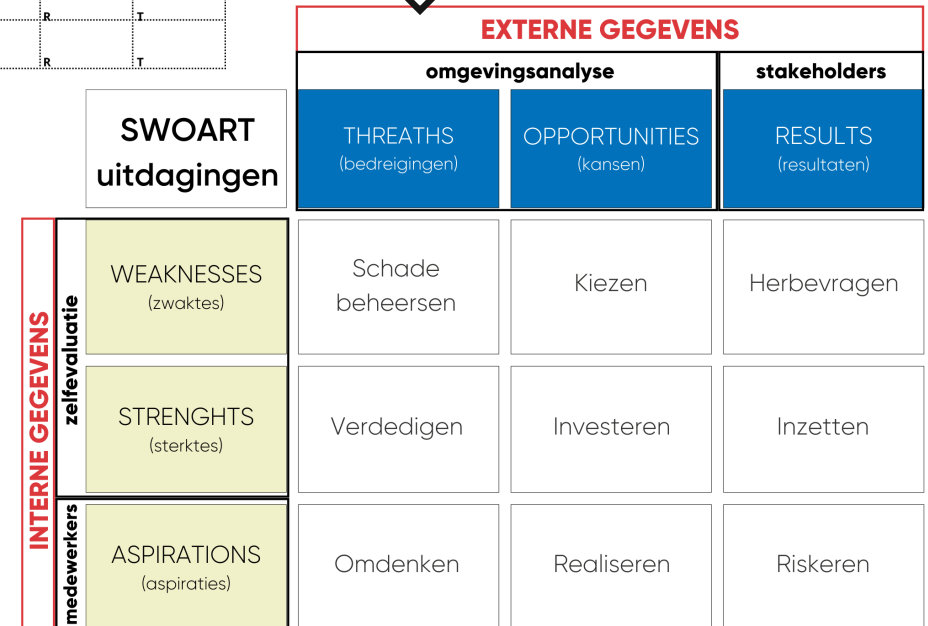 R
T
R
T
EXTERNE GEGEVENS
omgevingsanalyse
stakeholders
SWOART
uitdagingen
THREATHS
(bedreigingen)
OPPORTUNITIES
(kansen)
RESULTS
(resultaten)
INTERNE GEGEVENS
zelfevaluatie
WEAKNESSES
(zwaktes)
Schade
beheersen
Kiezen
Herbevragen
STRENGHTS
(sterktes)
Verdedigen
Investeren
Inzetten
medewerkers
ASPIRATIONS
(aspiraties)
Omdenken
Realiseren
Riskeren